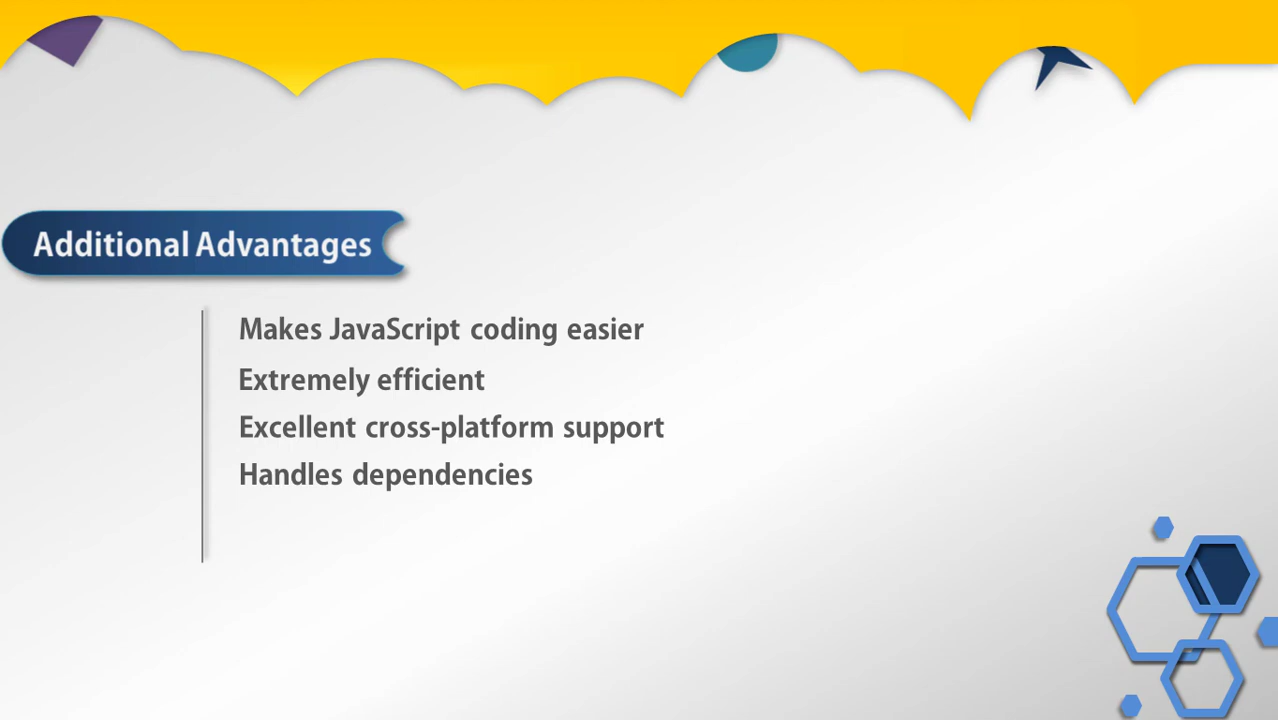 Additional Advantages
Makes JavaScript coding easier
Extremely efficient
Excellent cross-platform support
Handles dependencies